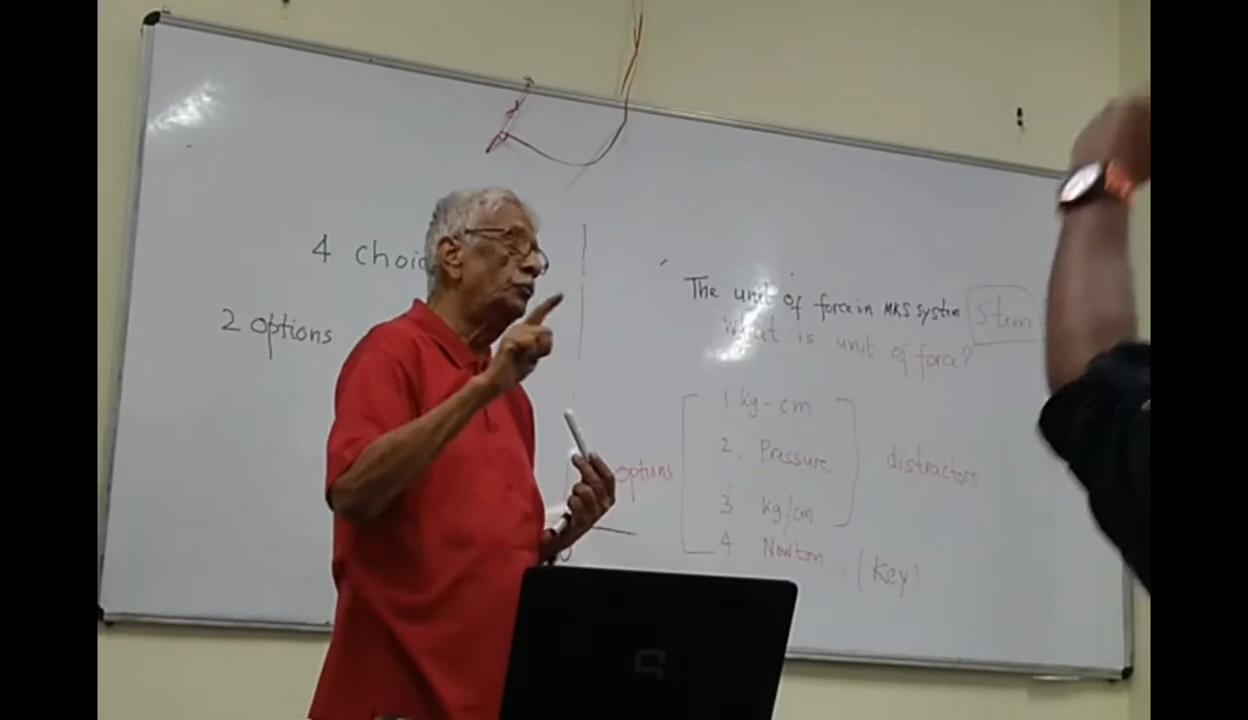 4 Choic
2 options
The unit of force in MKS system Stem
What is unit of force?
1. kg - cm
2. Pressure
options distractors
3 kg/cm
4 Newton (key)